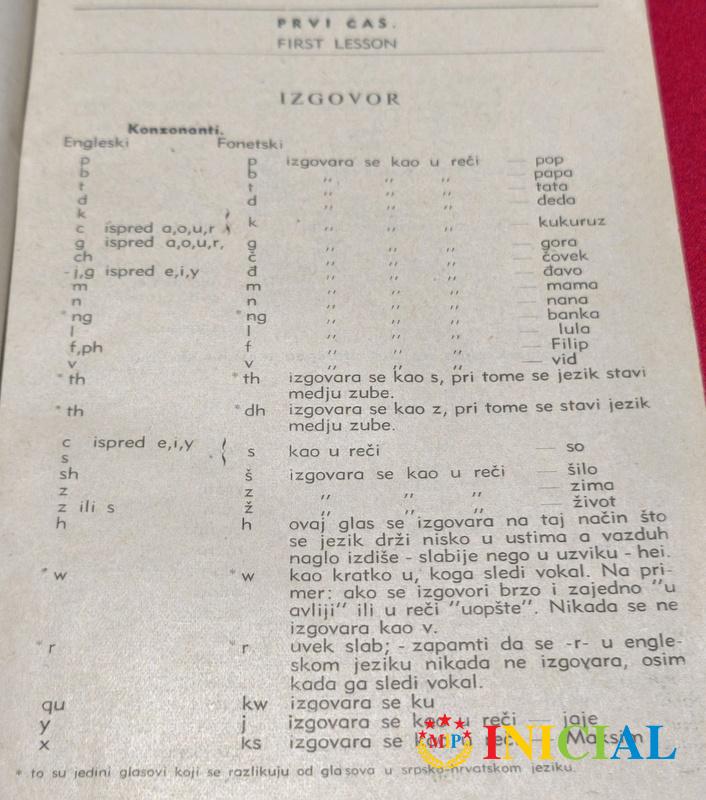 PRVI ČAS.
FIRST LESSON
IZGOVOR
Konzonanti.
Engleski Fonetski
p p izgovara se kao u reči — pop
b b ,, ,, ,, — papa
t t ,, ,, ,, — tata
d d ,, ,, ,, — deda
k
c ispred a,o,u,r } k ,, ,, ,, — kukuruz
g ispred a,o,u,r, g ,, ,, ,, — gora
ch č ,, ,, ,, — čovek
-j,g ispred e,i,y đ ,, ,, ,, — đavo
m m ,, ,, ,, — mama
n n ,, ,, ,, — nana
*ng *ng ,, ,, ,, — banka
l l ,, ,, ,, — lula
f,ph f ,, ,, ,, — Filip
v v ,, ,, ,, — vid
*th *th izgovara se kao s, pri tome se jezik stavi
medju zube.
*th *dh izgovara se kao z, pri tome se stavi jezik
medju zube.
c ispred e,i,y
s } s kao u reči — so
sh š izgovara se kao u reči — šilo
z z ,, ,, ,, — zima
z ili s ž ,, ,, ,, — život
h h ovaj glas se izgovara na taj način što
se jezik drži nisko u ustima a vazduh
naglo izdiše - slabije nego u uzviku - hei.
*w *w kao kratko u, koga sledi vokal. Na pri-
mer: ako se izgovori brzo i zajedno "u
avliji" ili u reči "uopšte". Nikada se ne
izgovara kao v.
*r *r uvek slab; - zapamti da se -r- u engle-
skom jeziku nikada ne izgovara, osim
kada ga sledi vokal.
qu kw izgovara se ku
y j izgovara se kao u reči jaje
x ks izgovara se kao u reči Maksim
* to su jedini glasovi koji se razlikuju od glasova u srpsko-hrvatskom jeziku.
MP INICIAL